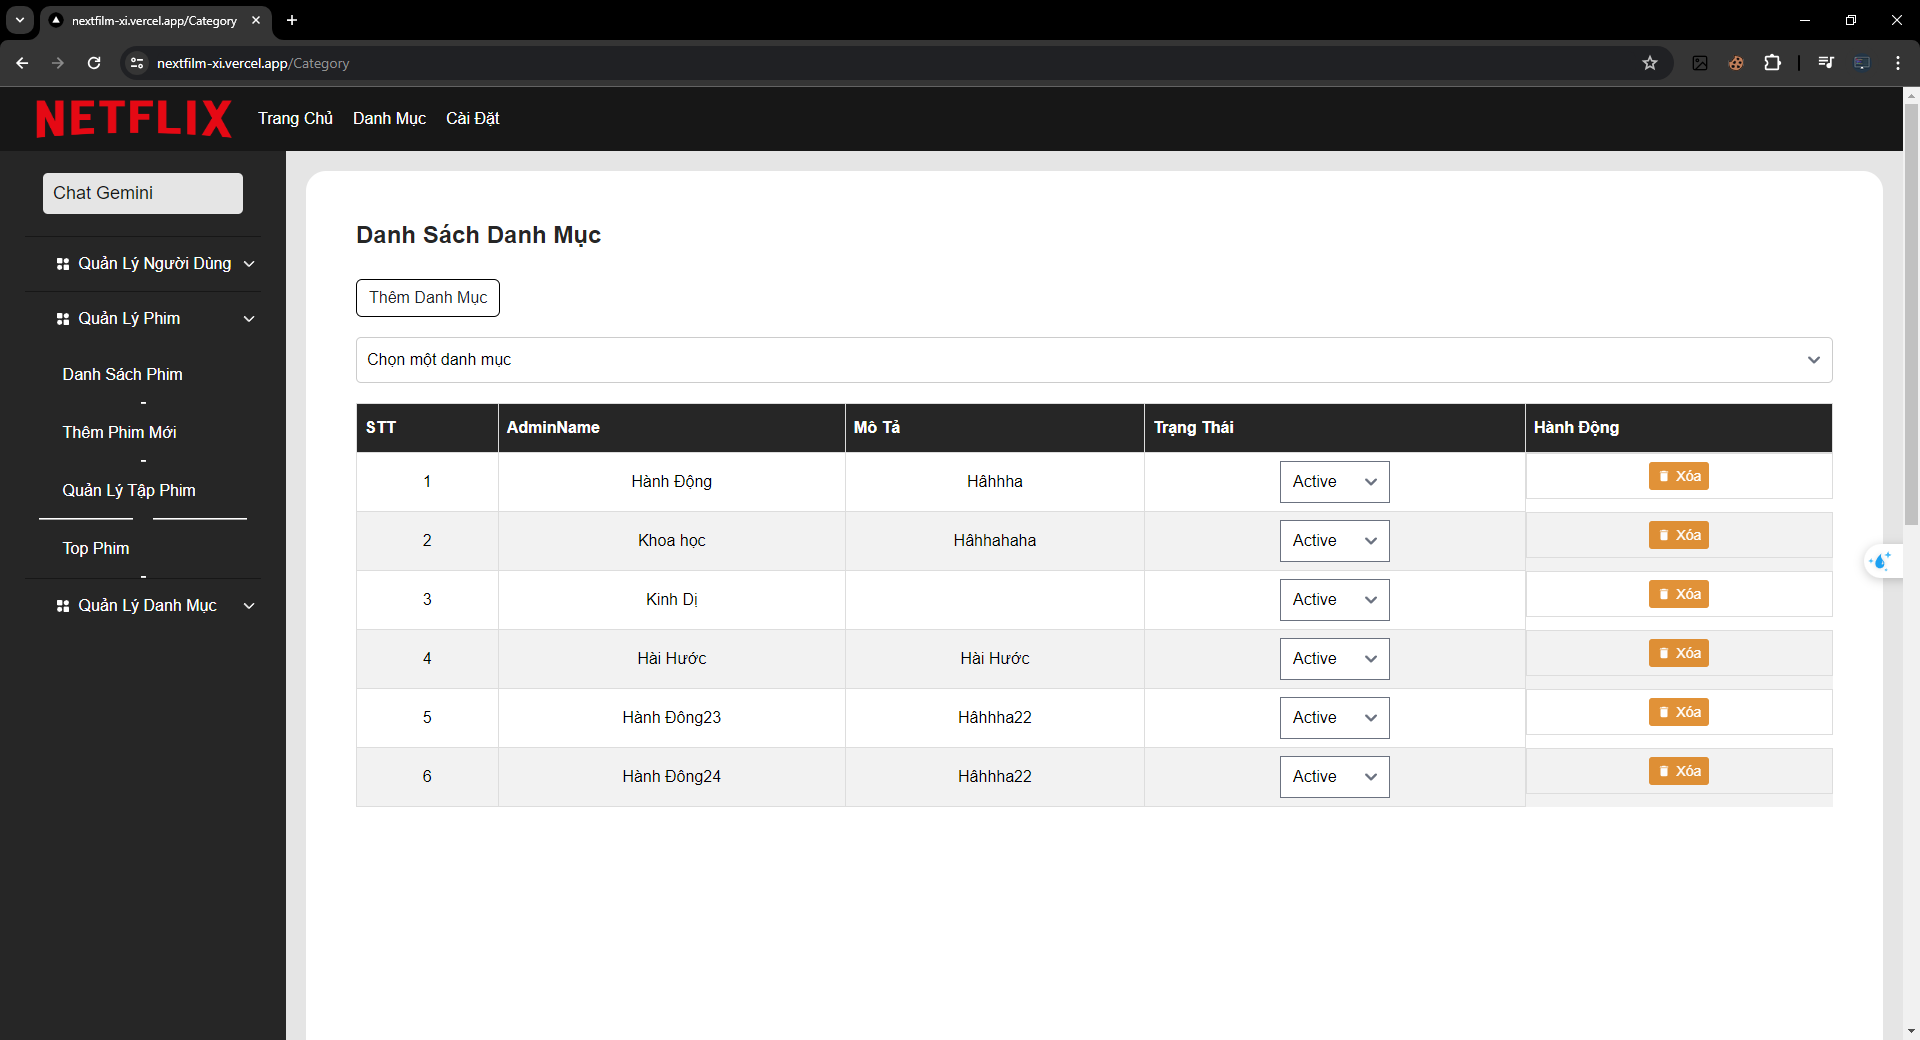 nextfilm-xi.vercel.app/Category
nextfilm-xi.vercel.app/Category
NETFLIX Trang Chủ Danh Mục Cài Đặt
Chat Gemini
Quản Lý Người Dùng
Quản Lý Phim
Danh Sách Phim
-
Thêm Phim Mới
-
Quản Lý Tập Phim
Top Phim
-
Quản Lý Danh Mục
Danh Sách Danh Mục
Thêm Danh Mục
Chọn một danh mục
STT AdminName Mô Tả Trạng Thái Hành Động
1 Hành Động Hâhhha Active Xóa
2 Khoa học Hâhhahaha Active Xóa
3 Kinh Dị Active Xóa
4 Hài Hước Hài Hước Active Xóa
5 Hành Đông23 Hâhhha22 Active Xóa
6 Hành Đông24 Hâhhha22 Active Xóa